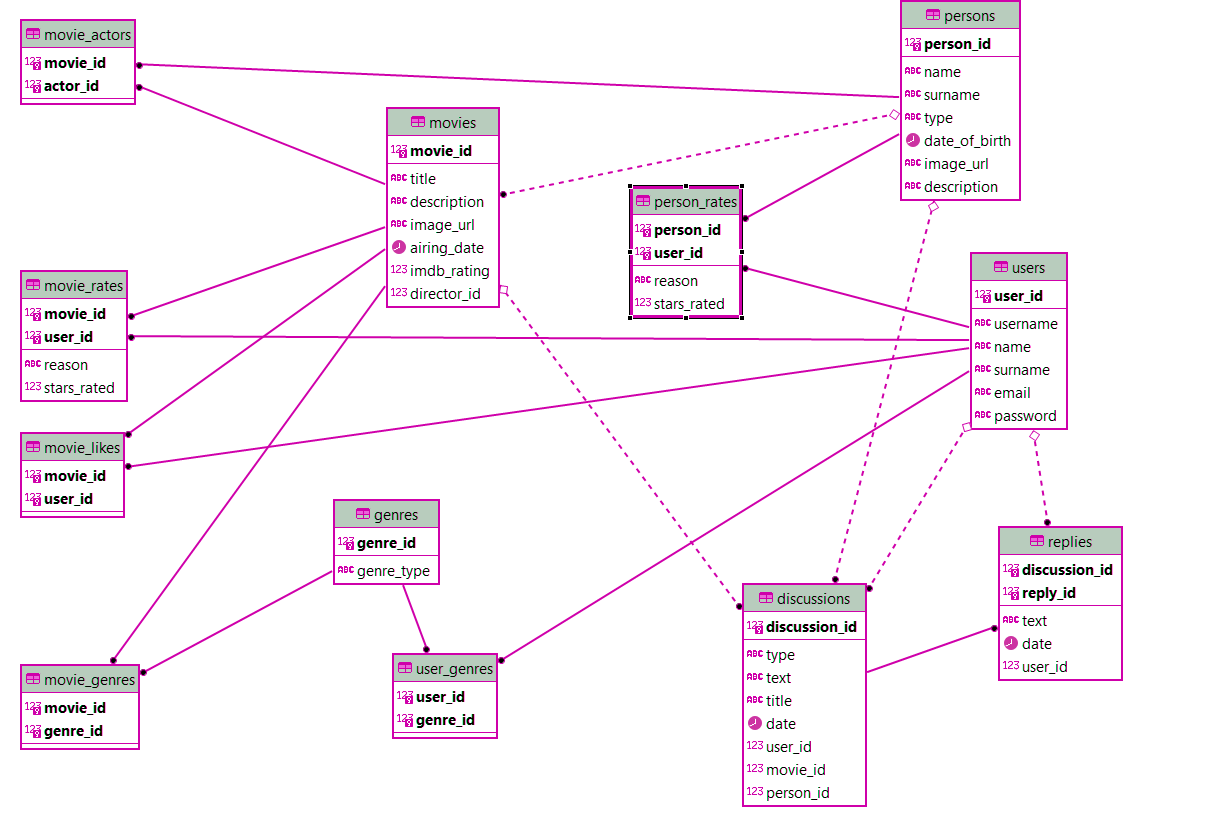 movie_actors
movie_id
actor_id
movies
movie_id
title
description
image_url
airing_date
imdb_rating
director_id
persons
person_id
name
surname
type
date_of_birth
image_url
description
person_rates
person_id
user_id
reason
stars_rated
users
user_id
username
name
surname
email
password
movie_rates
movie_id
user_id
reason
stars_rated
movie_likes
movie_id
user_id
genres
genre_id
genre_type
replies
discussion_id
reply_id
text
date
user_id
discussions
discussion_id
type
text
title
date
user_id
movie_id
person_id
movie_genres
movie_id
genre_id
user_genres
user_id
genre_id